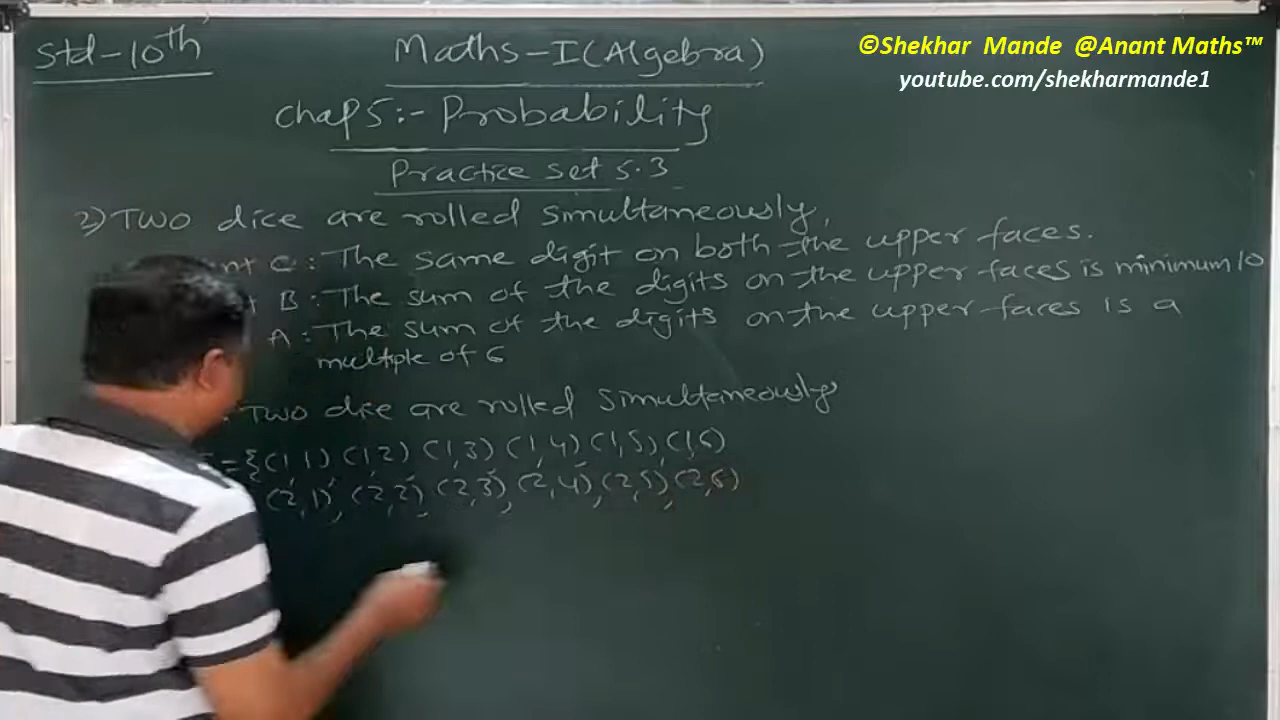 Std-10th
Maths-I(Algebra)
©Shekhar Mande @Anant Maths™
youtube.com/shekharmande1
Chap 5:- Probability
Practice set 5.3
2) Two dice are rolled simultaneously,
nt C: The same digit on both the upper faces.
t B: The sum of the digits on the upper faces is minimum 10
A: The sum of the digits on the upper faces is a
multiple of 6
Two dice are rolled simultaneously
= {(1,1) (1,2) (1,3) (1,4) (1,5), (1,6)
(2,1), (2,2), (2,3), (2,4), (2,5), (2,6)